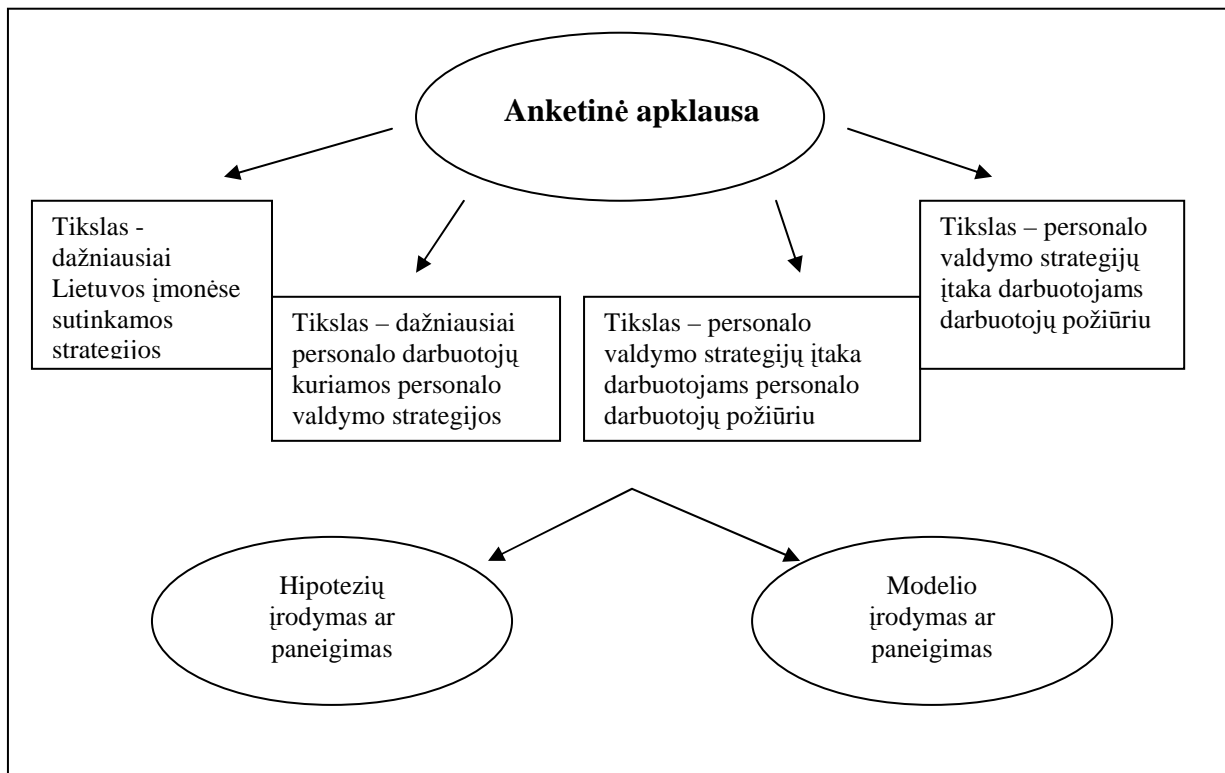 Anketinė apklausa
Tikslas -
dažniausiai
Lietuvos įmonėse
sutinkamos
strategijos
Tikslas – dažniausiai
personalo darbuotojų
kuriamos personalo
valdymo strategijos
Tikslas – personalo
valdymo strategijų įtaka
darbuotojams personalo
darbuotojų požiūriu
Tikslas – personalo
valdymo strategijų
įtaka darbuotojams
darbuotojų požiūriu
Hipotezių
įrodymas ar
paneigimas
Modelio
įrodymas ar
paneigimas